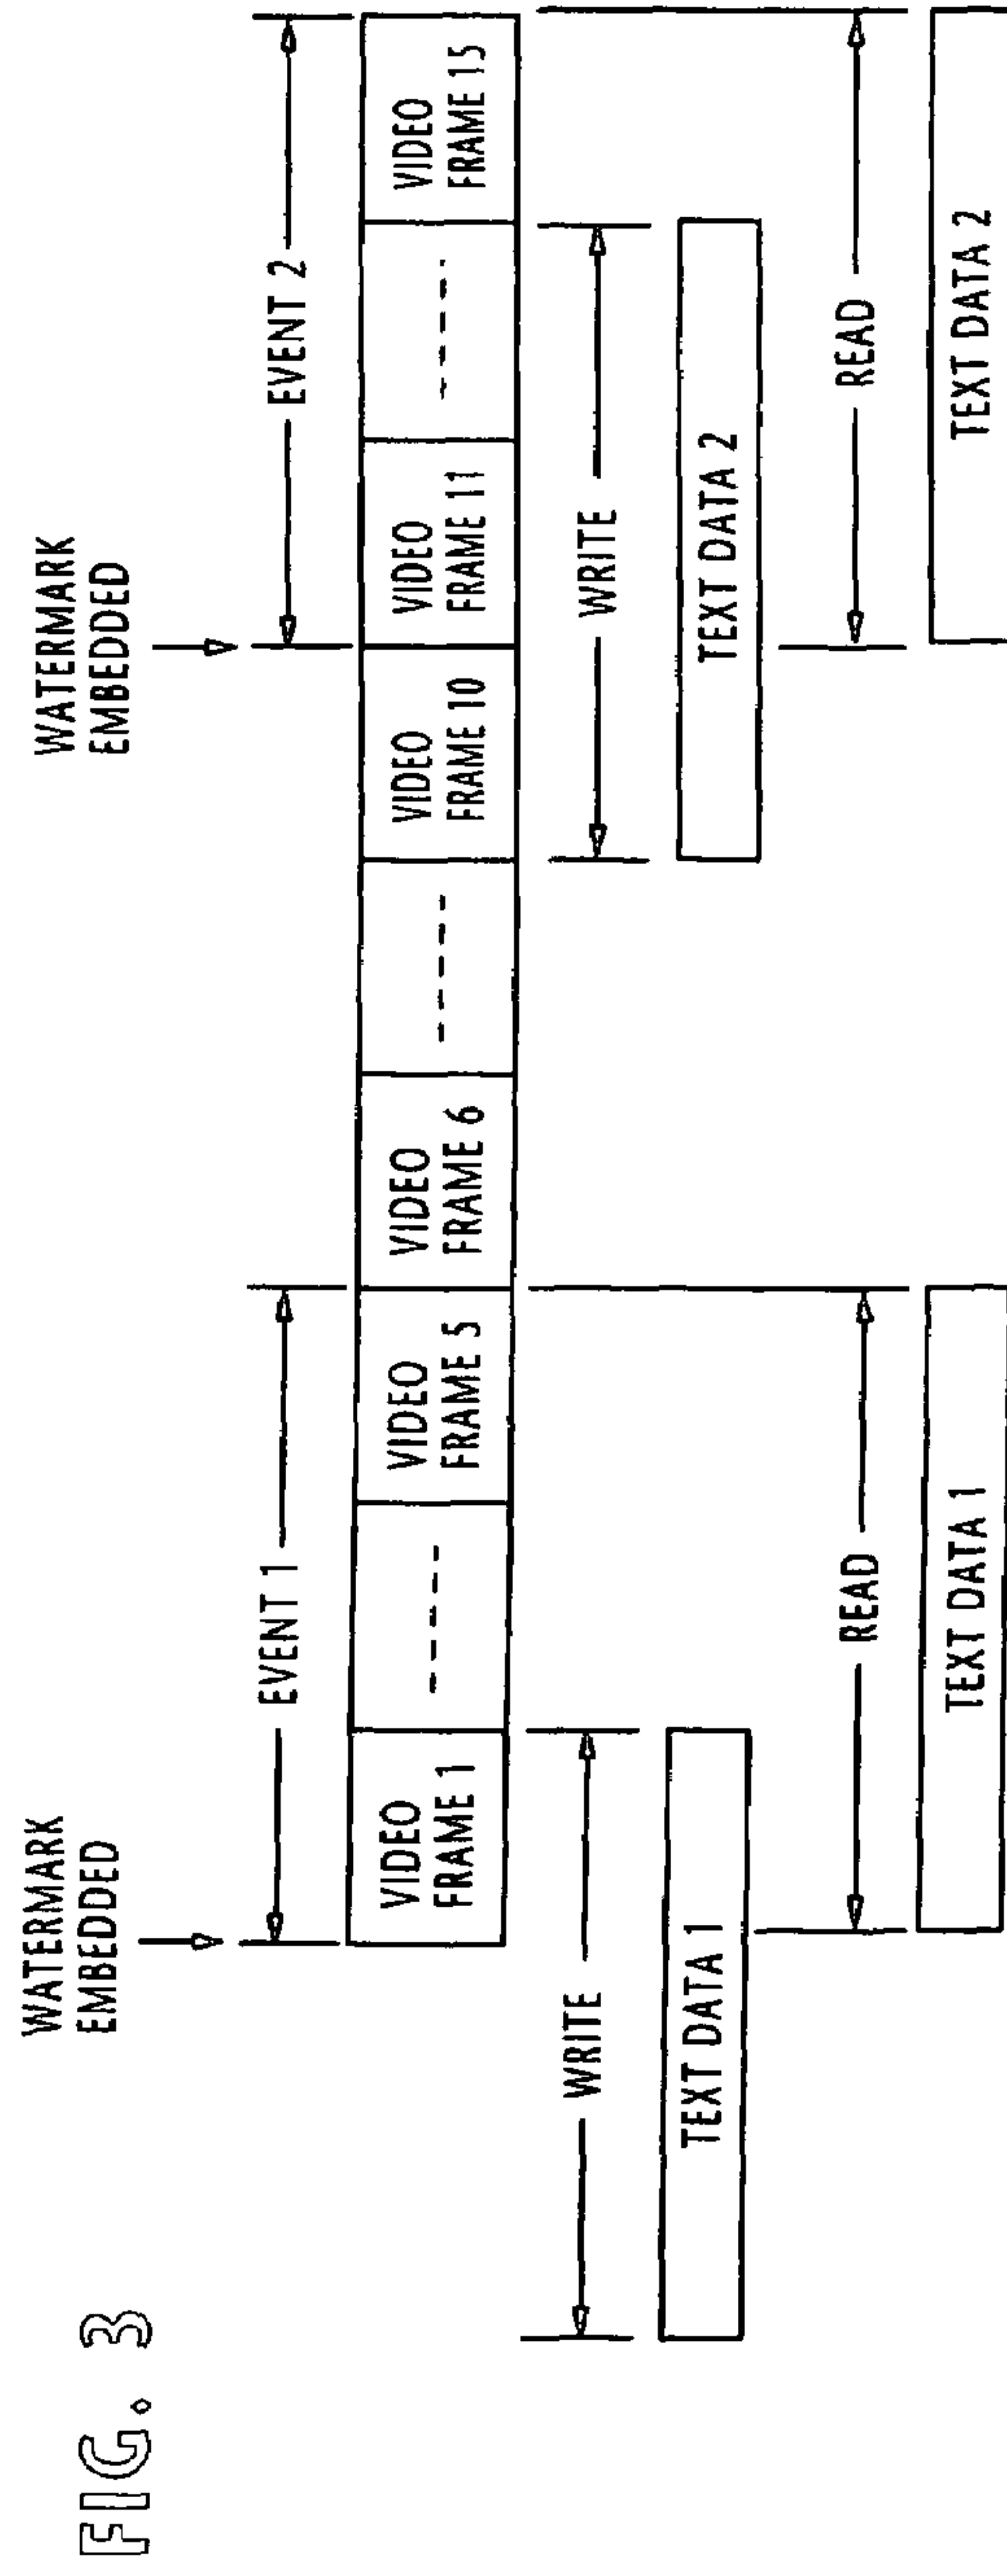 FIG. 3
WATERMARK
EMBEDDED
WATERMARK
EMBEDDED
EVENT 1
EVENT 2
VIDEO
FRAME 1
VIDEO
FRAME 5
VIDEO
FRAME 6
VIDEO
FRAME 10
VIDEO
FRAME 11
VIDEO
FRAME 15
WRITE
WRITE
TEXT DATA 1
TEXT DATA 2
READ
READ
TEXT DATA 1
TEXT DATA 2